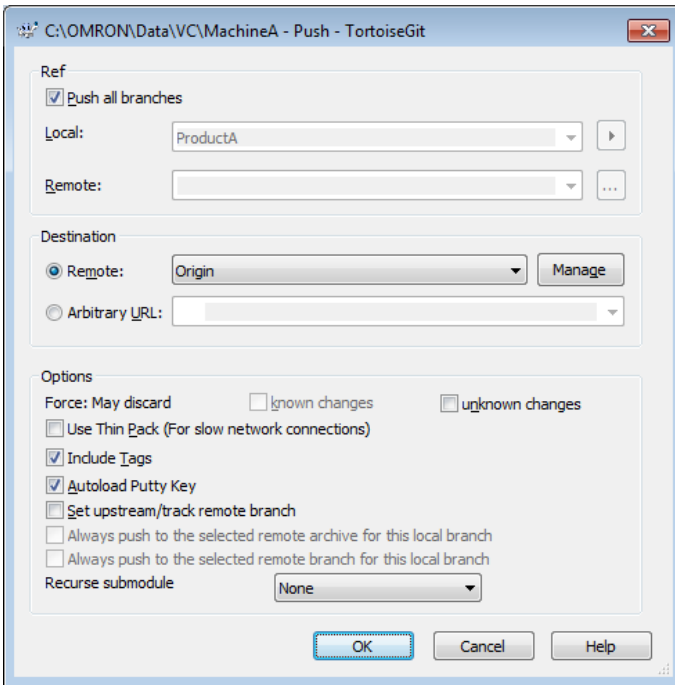 C:\OMRON\Data\VC\MachineA - Push - TortoiseGit
Ref
Push all branches
Local: ProductA
Remote: ...
Destination
Remote: Origin Manage
Arbitrary URL:
Options
Force: May discard known changes unknown changes
Use Thin Pack (For slow network connections)
Include Tags
Autoload Putty Key
Set upstream/track remote branch
Always push to the selected remote archive for this local branch
Always push to the selected remote branch for this local branch
Recurse submodule None
OK Cancel Help